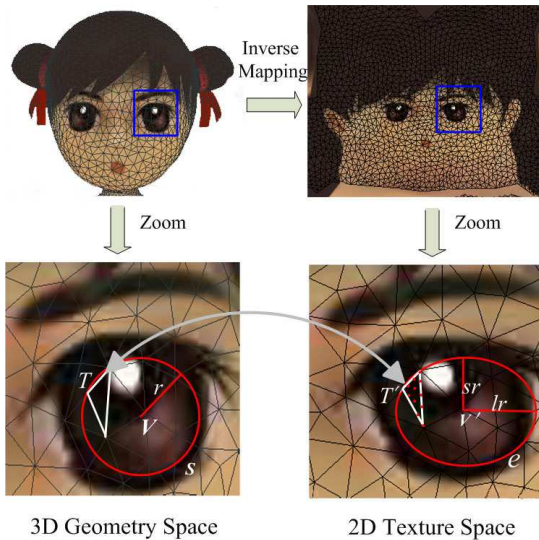 Inverse
Mapping
Zoom
Zoom
T
r
V
s
T'
sr
lr
V'
e
3D Geometry Space
2D Texture Space